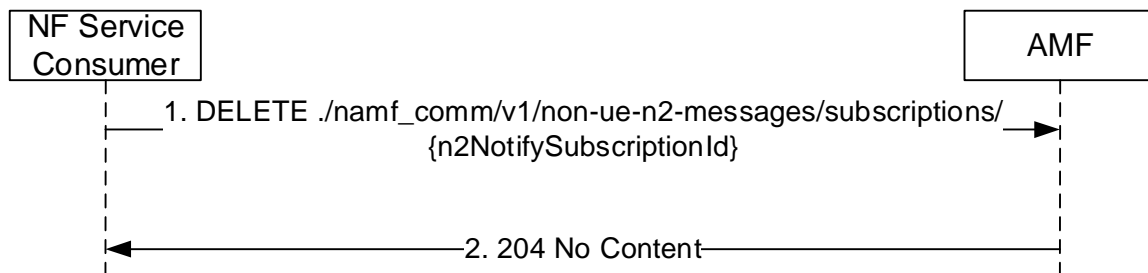 NF Service
Consumer
AMF
1. DELETE ./namf_comm/v1/non-ue-n2-messages/subscriptions/
{n2NotifySubscriptionId}
2. 204 No Content